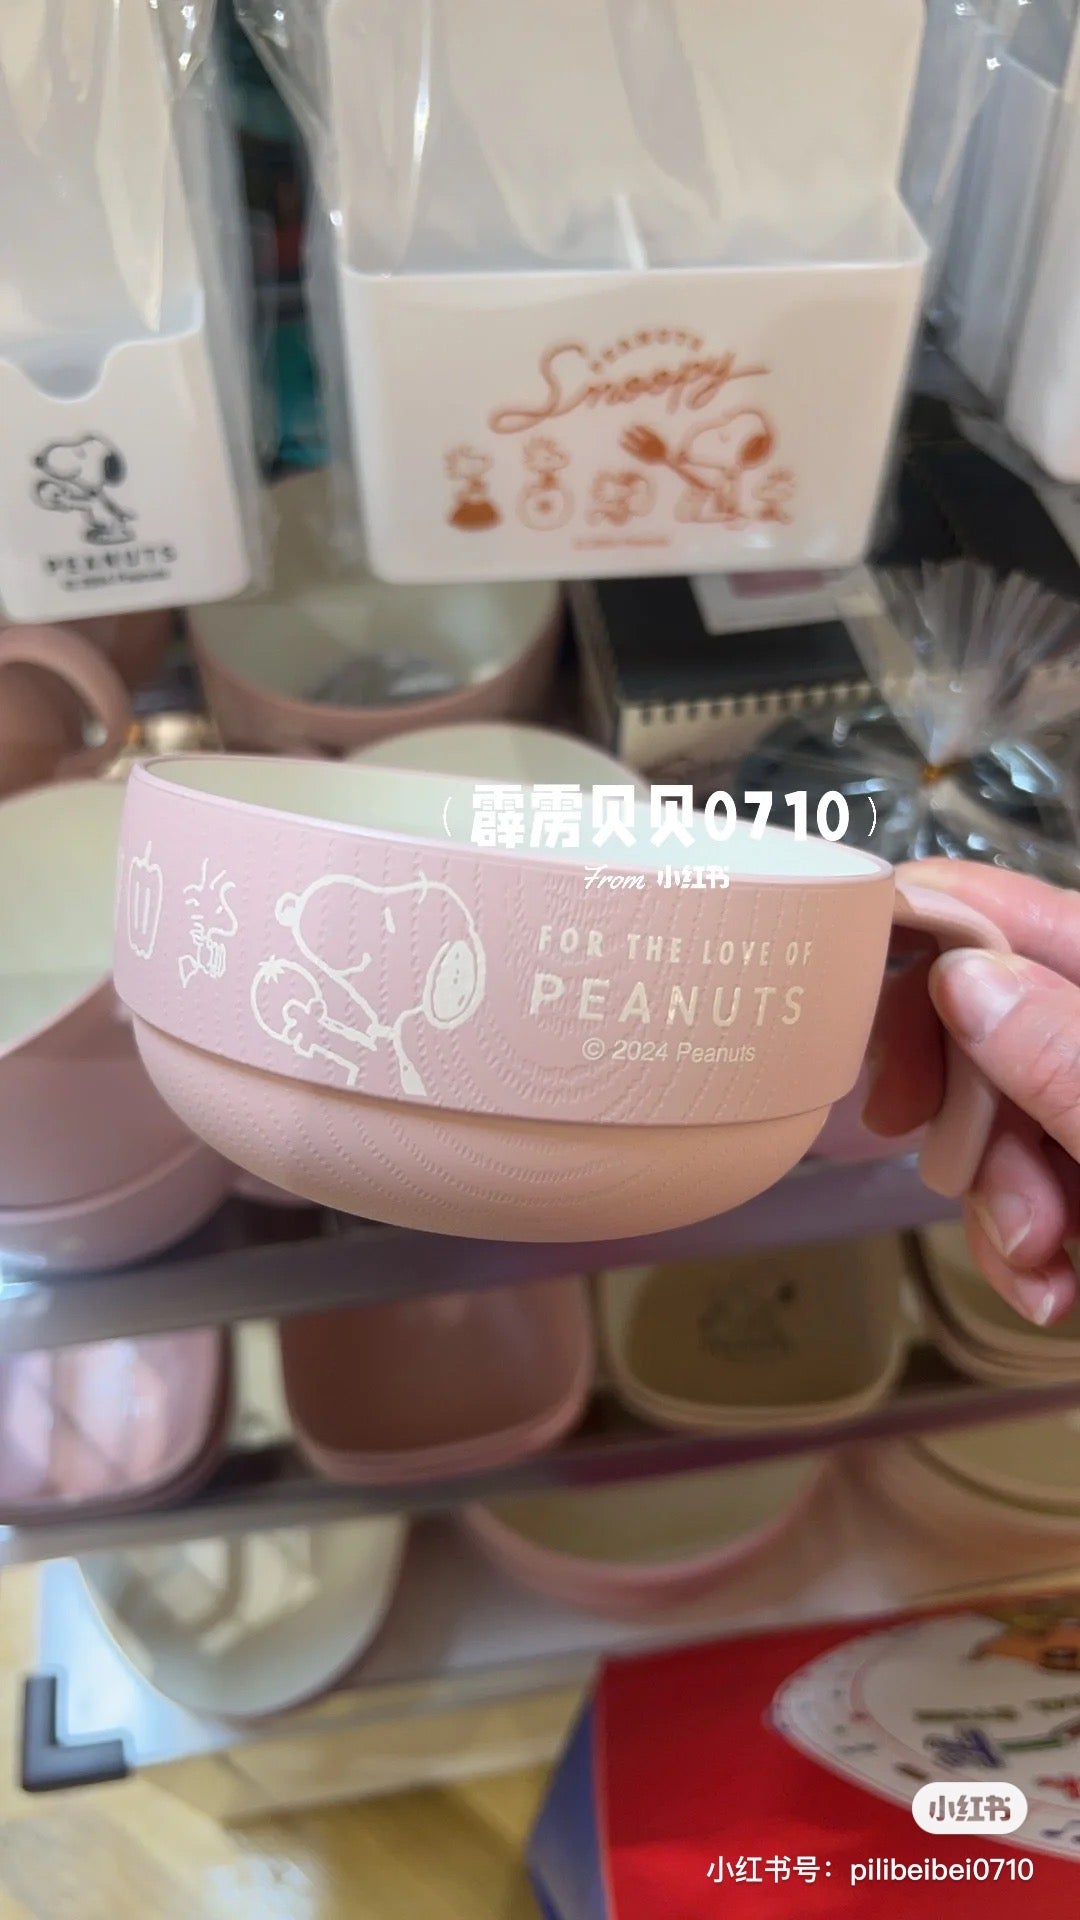 PEANUTS
Snoopy
PEANUTS
（霹雳贝贝0710）
From 小红书
FOR THE LOVE OF
PEANUTS
© 2024 Peanuts
小红书
小红书号：pilibeibei0710